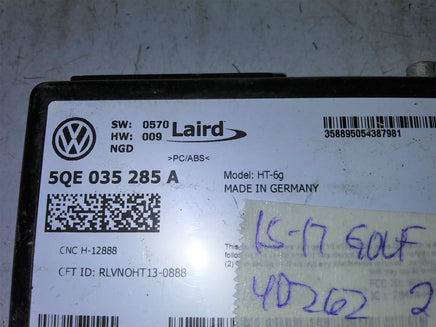 SW: 0570
HW: 009
NGD
Laird
>PC/ABS<
358895054387981
5QE 035 285 A
Model: HT-6g
MADE IN GERMANY
CNC H-12888
CFT ID: RLVNOHT13-0888
15-17 GOLF
40262 2